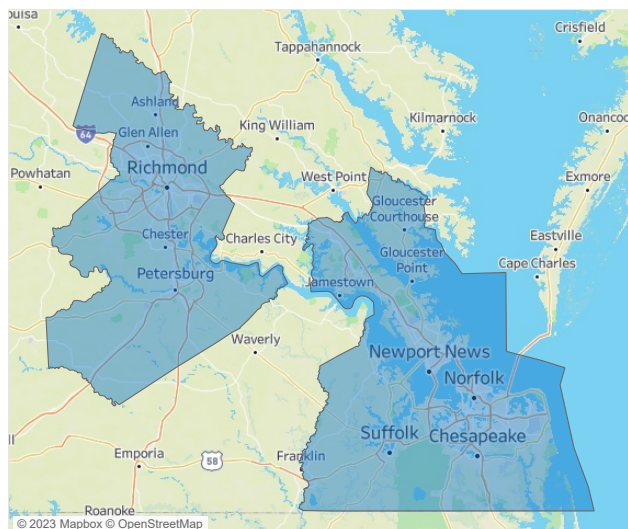 ouisa
Tappahannock
Crisfield
Ashland
Kilmarnock
Onancock
64
Glen Allen
King William
Powhatan
Richmond
West Point
Exmore
Gloucester
Courthouse
Chester
Charles City
Eastville
Gloucester
Point
Cape Charles
Petersburg
Jamestown
Waverly
Newport News
Norfolk
Suffolk
Chesapeake
Emporia
58
Franklin
Roanoke
© 2023 Mapbox © OpenStreetMap